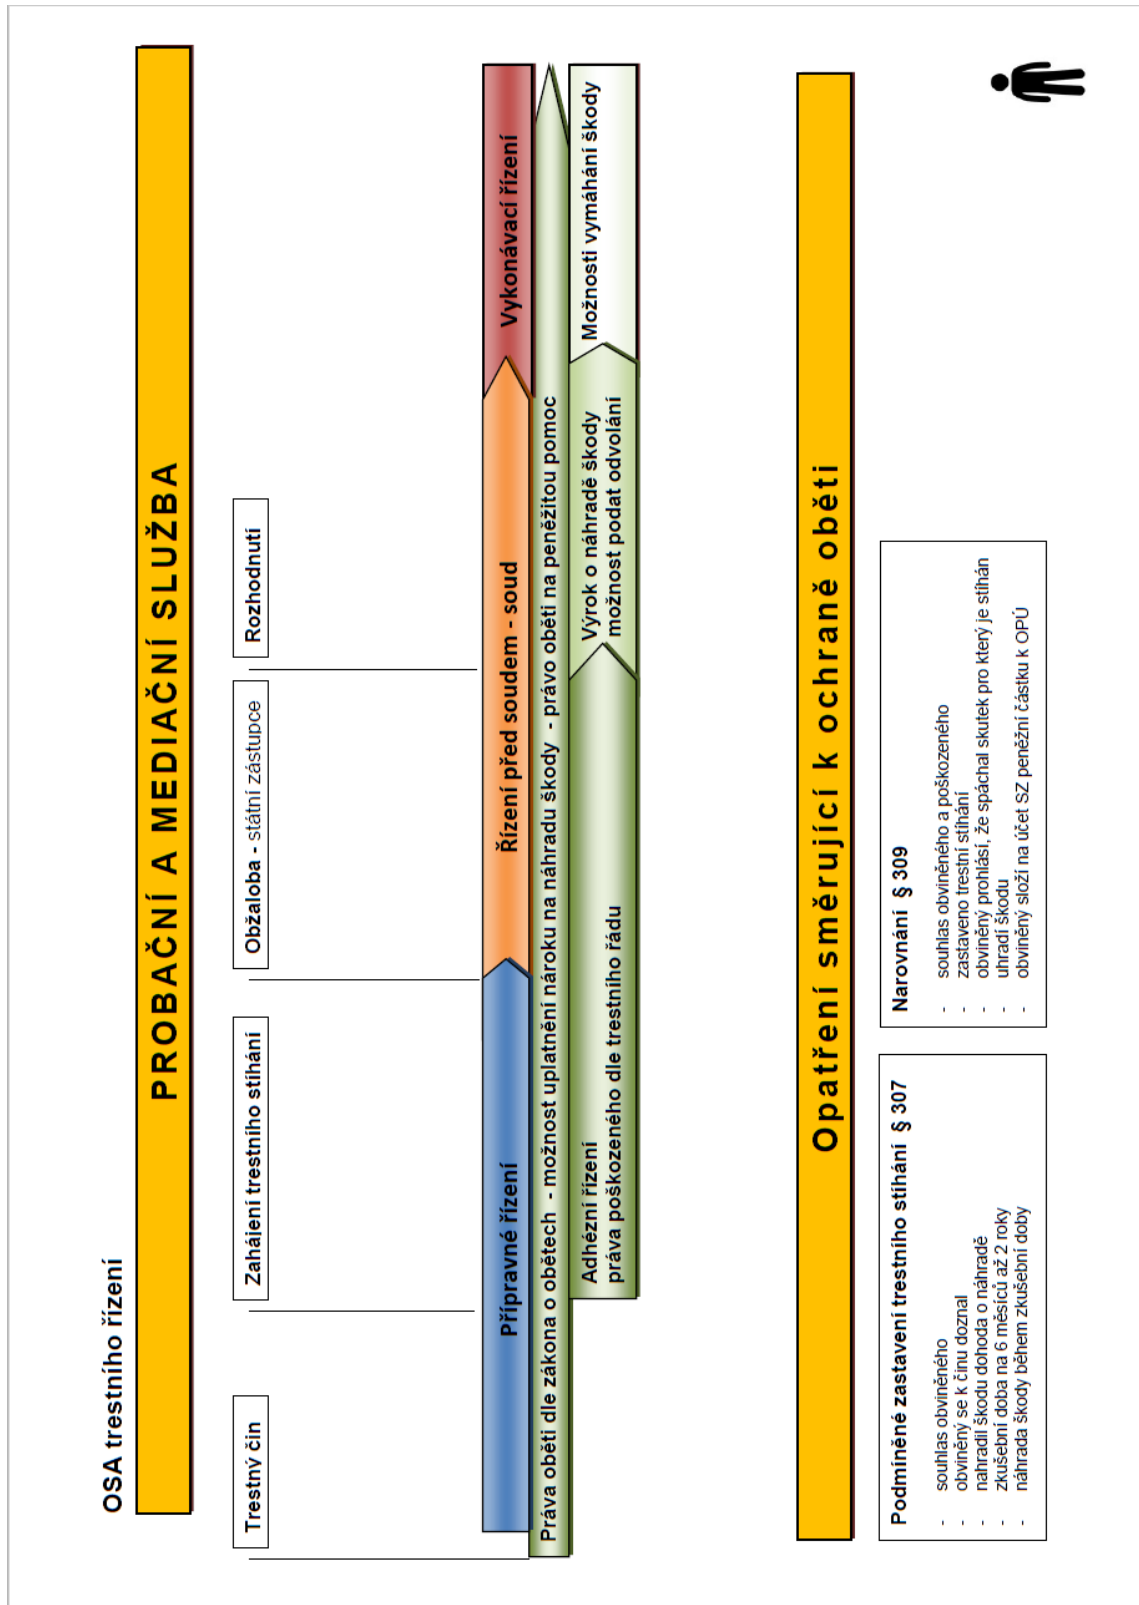 OSA trestního řízení
PROBAČNÍ A MEDIAČNÍ SLUŽBA
Trestný čin
Zahájení trestního stíhání
Obžaloba - státní zástupce
Rozhodnutí
Přípravné řízení
Řízení před soudem - soud
Vykonávací řízení
Práva oběti dle zákona o obětech - možnost uplatnění nároku na náhradu škody - právo oběti na peněžitou pomoc
Adhézní řízení
práva poškozeného dle trestního řádu
Výrok o náhradě škody
možnost podat odvolání
Možnosti vymáhání škody
Opatření směrující k ochraně oběti
Podmíněné zastavení trestního stíhání § 307
- souhlas obviněného
- obviněný se k činu doznal
- nahradil škodu dohoda o náhradě
- zkušební doba na 6 měsíců až 2 roky
- náhrada škody během zkušební doby
Narovnání § 309
- souhlas obviněného a poškozeného
- zastaveno trestní stíhání
- obviněný prohlásí, že spáchal skutek pro který je stíhán
- uhradí škodu
- obviněný složí na účet SZ peněžní částku k OPÚ